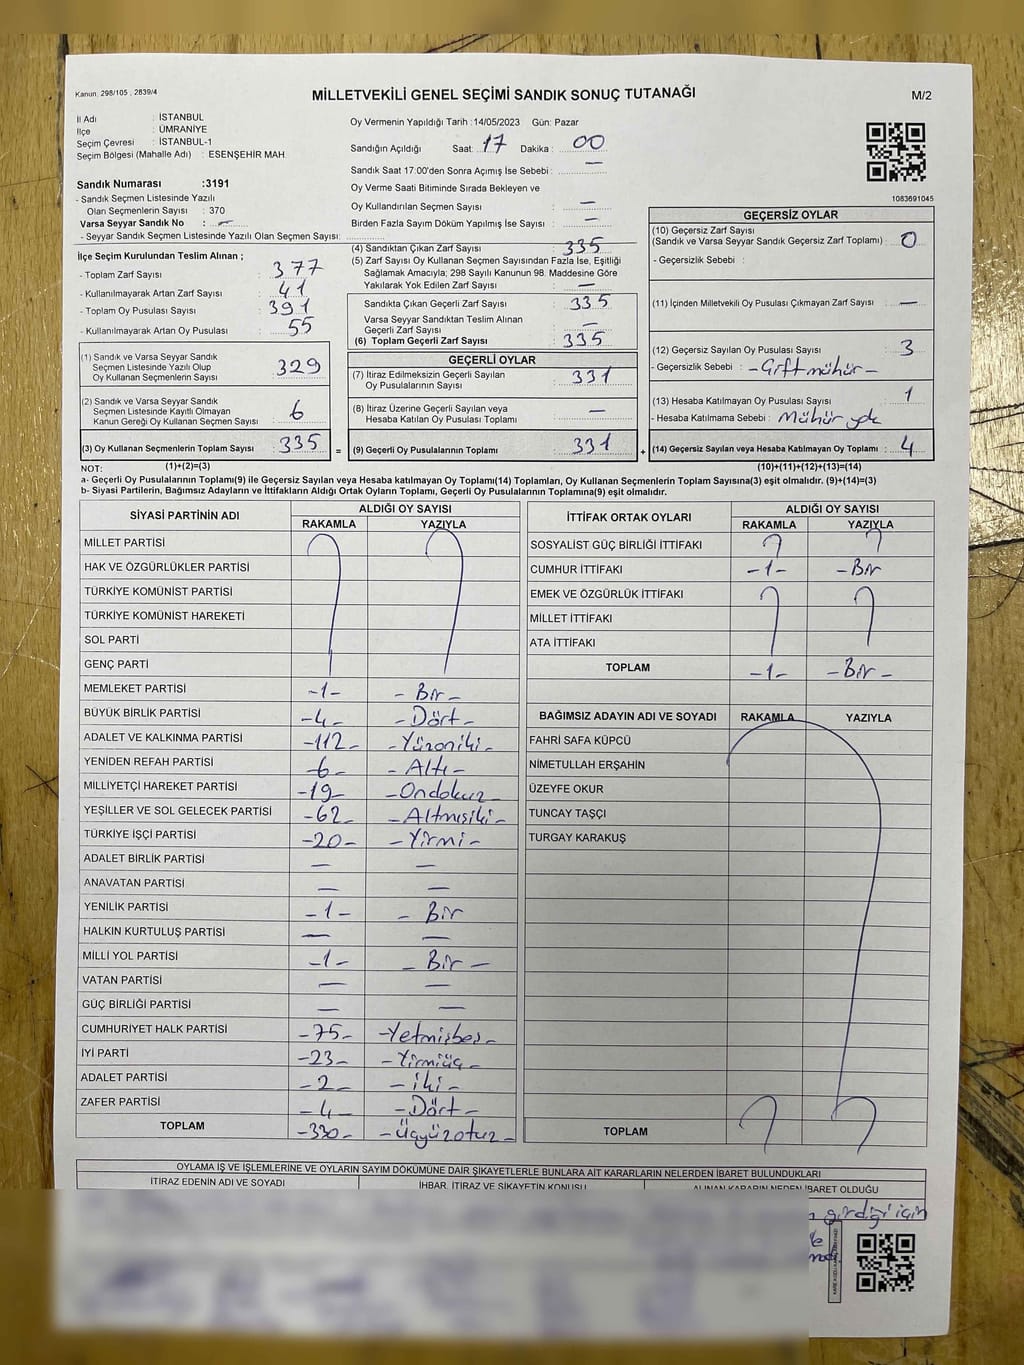 Kanun. 298/105 , 2839/4
MİLLETVEKİLİ GENEL SEÇİMİ SANDIK SONUÇ TUTANAĞI
M/2
İl Adı : İSTANBUL
İlçe : ÜMRANİYE
Seçim Çevresi : İSTANBUL-1
Seçim Bölgesi (Mahalle Adı) : ESENŞEHİR MAH.
Sandık Numarası :3191
- Sandık Seçmen Listesinde Yazılı
Olan Seçmenlerin Sayısı : 370
Varsa Seyyar Sandık No : —
- Seyyar Sandık Seçmen Listesinde Yazılı Olan Seçmen Sayısı:
İlçe Seçim Kurulundan Teslim Alınan ;
- Toplam Zarf Sayısı : 377
- Kullanılmayarak Artan Zarf Sayısı : 41
- Toplam Oy Pusulası Sayısı : 391
- Kullanılmayarak Artan Oy Pusulası : 55
(1) Sandık ve Varsa Seyyar Sandık
Seçmen Listesinde Yazılı Olup
Oy Kullanan Seçmenlerin Sayısı : 329
(2) Sandık ve Varsa Seyyar Sandık
Seçmen Listesinde Kayıtlı Olmayan
Kanun Gereği Oy Kullanan Seçmen Sayısı : 6
(3) Oy Kullanan Seçmenlerin Toplam Sayısı : 335 =
Oy Vermenin Yapıldığı Tarih :14/05/2023 Gün: Pazar
Sandığın Açıldığı Saat: 17 Dakika : 00
Sandık Saat 17:00'den Sonra Açımış İse Sebebi : —
Oy Verme Saati Bitiminde Sırada Bekleyen ve
Oy Kullandırılan Seçmen Sayısı : —
Birden Fazla Sayım Döküm Yapılmış İse Sayısı : —
(4) Sandıktan Çıkan Zarf Sayısı : 335
(5) Zarf Sayısı Oy Kullanan Seçmen Sayısından Fazla İse, Eşitliği
Sağlamak Amacıyla; 298 Sayılı Kanunun 98. Maddesine Göre
Yakılarak Yok Edilen Zarf Sayısı : —
Sandıkta Çıkan Geçerli Zarf Sayısı : 335
Varsa Seyyar Sandıktan Teslim Alınan
Geçerli Zarf Sayısı : —
(6) Toplam Geçerli Zarf Sayısı : 335
GEÇERLİ OYLAR
(7) İtiraz Edilmeksizin Geçerli Sayılan
Oy Pusulalarının Sayısı : 331
(8) İtiraz Üzerine Geçerli Sayılan veya
Hesaba Katılan Oy Pusulası Toplamı : —
(9) Geçerli Oy Pusulalarının Toplamı : 331 +
1083691045
GEÇERSİZ OYLAR
(10) Geçersiz Zarf Sayısı
(Sandık ve Varsa Seyyar Sandık Geçersiz Zarf Toplamı) : 0
- Geçersizlik Sebebi :
(11) İçinden Milletvekili Oy Pusulası Çıkmayan Zarf Sayısı : —
(12) Geçersiz Sayılan Oy Pusulası Sayısı : 3
- Geçersizlik Sebebi : -Çift mühür-
(13) Hesaba Katılmayan Oy Pusulası Sayısı : 1
- Hesaba Katılmama Sebebi : Mühür yok
(14) Geçersiz Sayılan veya Hesaba Katılmayan Oy Toplamı : 4
NOT: (1)+(2)=(3) (10)+(11)+(12)+(13)=(14)
a- Geçerli Oy Pusulalarının Toplamı(9) ile Geçersiz Sayılan veya Hesaba katılmayan Oy Toplamı(14) Toplamları, Oy Kullanan Seçmenlerin Toplam Sayısına(3) eşit olmalıdır. (9)+(14)=(3)
b- Siyasi Partilerin, Bağımsız Adayların ve İttifakların Aldığı Ortak Oyların Toplamı, Geçerli Oy Pusulalarının Toplamına(9) eşit olmalıdır.
SİYASİ PARTİNİN ADI ALDIĞI OY SAYISI
RAKAMLA YAZIYLA
MİLLET PARTİSİ
HAK VE ÖZGÜRLÜKLER PARTİSİ
TÜRKİYE KOMÜNİST PARTİSİ
TÜRKİYE KOMÜNİST HAREKETİ
SOL PARTİ
GENÇ PARTİ
MEMLEKET PARTİSİ -1- -Bir-
BÜYÜK BİRLİK PARTİSİ -4- -Dört-
ADALET VE KALKINMA PARTİSİ -112- -Yüzoniki-
YENİDEN REFAH PARTİSİ -6- -Altı-
MİLLİYETÇİ HAREKET PARTİSİ -19- -Ondokuz-
YEŞİLLER VE SOL GELECEK PARTİSİ -62- -Altmışiki-
TÜRKİYE İŞÇİ PARTİSİ -20- -Yirmi-
ADALET BİRLİK PARTİSİ — —
ANAVATAN PARTİSİ — —
YENİLİK PARTİSİ -1- - Bir
HALKIN KURTULUŞ PARTİSİ — —
MİLLİ YOL PARTİSİ -1- - Bir -
VATAN PARTİSİ — —
GÜÇ BİRLİĞİ PARTİSİ — —
CUMHURİYET HALK PARTİSİ -75- -Yetmişbeş-
İYİ PARTİ -23- -Yirmiüç-
ADALET PARTİSİ -2- -iki-
ZAFER PARTİSİ -4- -Dört-
TOPLAM -330- -Üçyüzotuz-
İTTİFAK ORTAK OYLARI ALDIĞI OY SAYISI
RAKAMLA YAZIYLA
SOSYALİST GÜÇ BİRLİĞİ İTTİFAKI
CUMHUR İTTİFAKI -1- -Bir
EMEK VE ÖZGÜRLÜK İTTİFAKI
MİLLET İTTİFAKI
ATA İTTİFAKI
TOPLAM -1- -Bir-
BAĞIMSIZ ADAYIN ADI VE SOYADI RAKAMLA YAZIYLA
FAHRİ SAFA KÜPCÜ
NİMETULLAH ERŞAHİN
ÜZEYFE OKUR
TUNCAY TAŞÇI
TURGAY KARAKUŞ
TOPLAM
OYLAMA İŞ VE İŞLEMLERİNE VE OYLARIN SAYIM DÖKÜMÜNE DAİR ŞİKAYETLERLE BUNLARA AİT KARARLARIN NELERDEN İBARET BULUNDUKLARI
İTİRAZ EDENİN ADI VE SOYADI İHBAR, İTİRAZ VE ŞİKAYETİN KONUSU ALINAN KARARIN NEDEN İBARET OLDUĞU
girdiği için